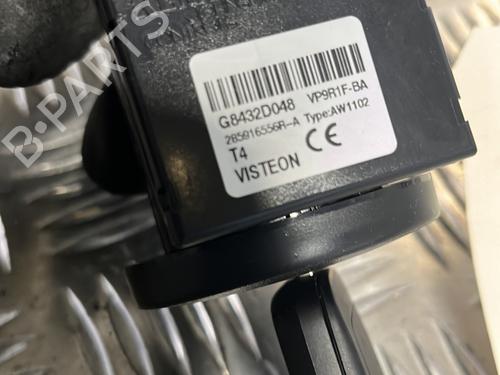 G8432D048 VP9R1F-BA
285916556R-A Type:AW1102
T4 CE
VISTEON
B-PARTS